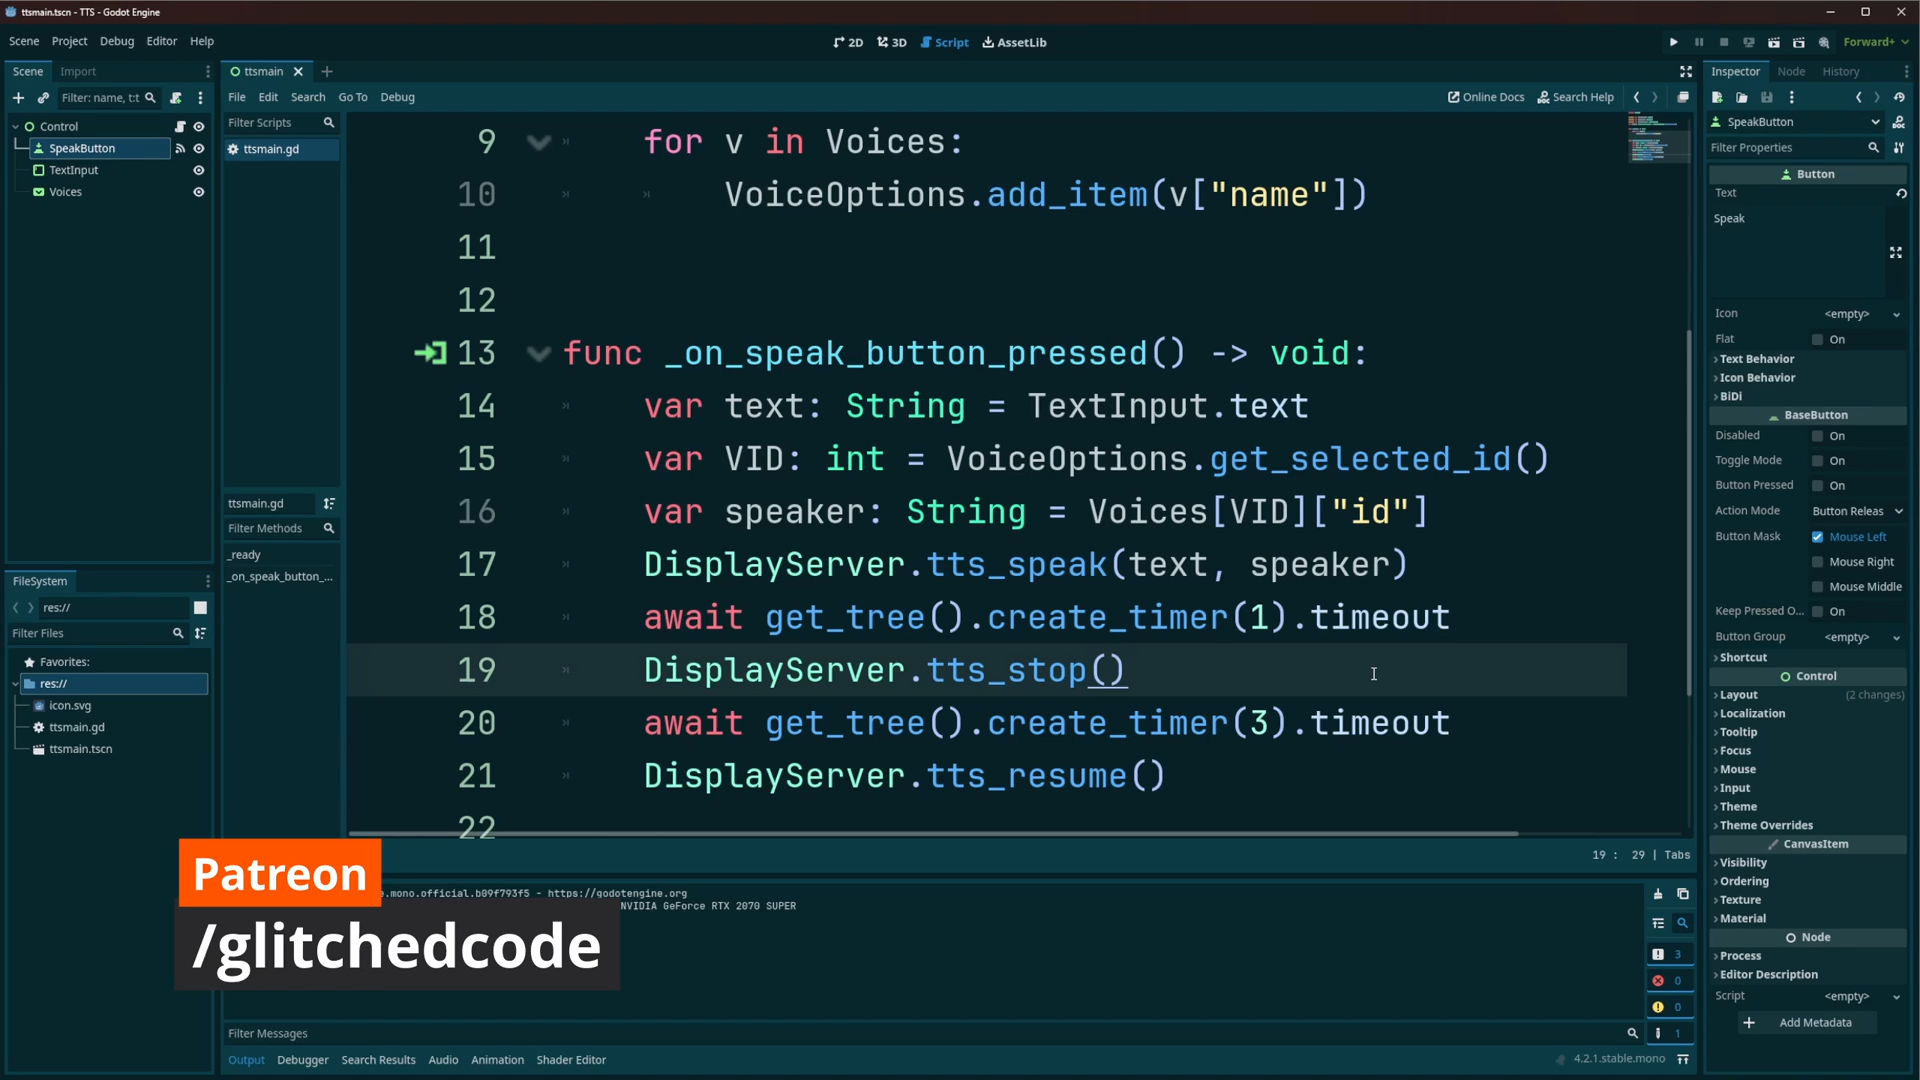 ttsmain.tscn - TTS - Godot Engine
Scene Project Debug Editor Help
2D 3D Script AssetLib
Forward+
Scene Import
Filter: name, t:t
Control
SpeakButton
TextInput
Voices
ttsmain
File Edit Search Go To Debug
Online Docs Search Help
Filter Scripts
ttsmain.gd
ttsmain.gd
Filter Methods
_ready
_on_speak_button_...
9 for v in Voices:
10 VoiceOptions.add_item(v["name"])
11
12
13 func _on_speak_button_pressed() -> void:
14 var text: String = TextInput.text
15 var VID: int = VoiceOptions.get_selected_id()
16 var speaker: String = Voices[VID]["id"]
17 DisplayServer.tts_speak(text, speaker)
18 await get_tree().create_timer(1).timeout
19 DisplayServer.tts_stop()
20 await get_tree().create_timer(3).timeout
21 DisplayServer.tts_resume()
22
19 : 29 | Tabs
FileSystem
res://
Filter Files
Favorites:
res://
icon.svg
ttsmain.gd
ttsmain.tscn
Patreon
/glitchedcode
e.mono.official.b09f793f5 - https://godotengine.org
NVIDIA GeForce RTX 2070 SUPER
3
0
0
1
Filter Messages
Output Debugger Search Results Audio Animation Shader Editor
4.2.1.stable.mono
Inspector Node History
SpeakButton
Filter Properties
Button
Text
Speak
Icon <empty>
Flat On
Text Behavior
Icon Behavior
BiDi
BaseButton
Disabled On
Toggle Mode On
Button Pressed On
Action Mode Button Releas
Button Mask Mouse Left
Mouse Right
Mouse Middle
Keep Pressed O... On
Button Group <empty>
Shortcut
Control
Layout (2 changes)
Localization
Tooltip
Focus
Mouse
Input
Theme
Theme Overrides
CanvasItem
Visibility
Ordering
Texture
Material
Node
Process
Editor Description
Script <empty>
Add Metadata